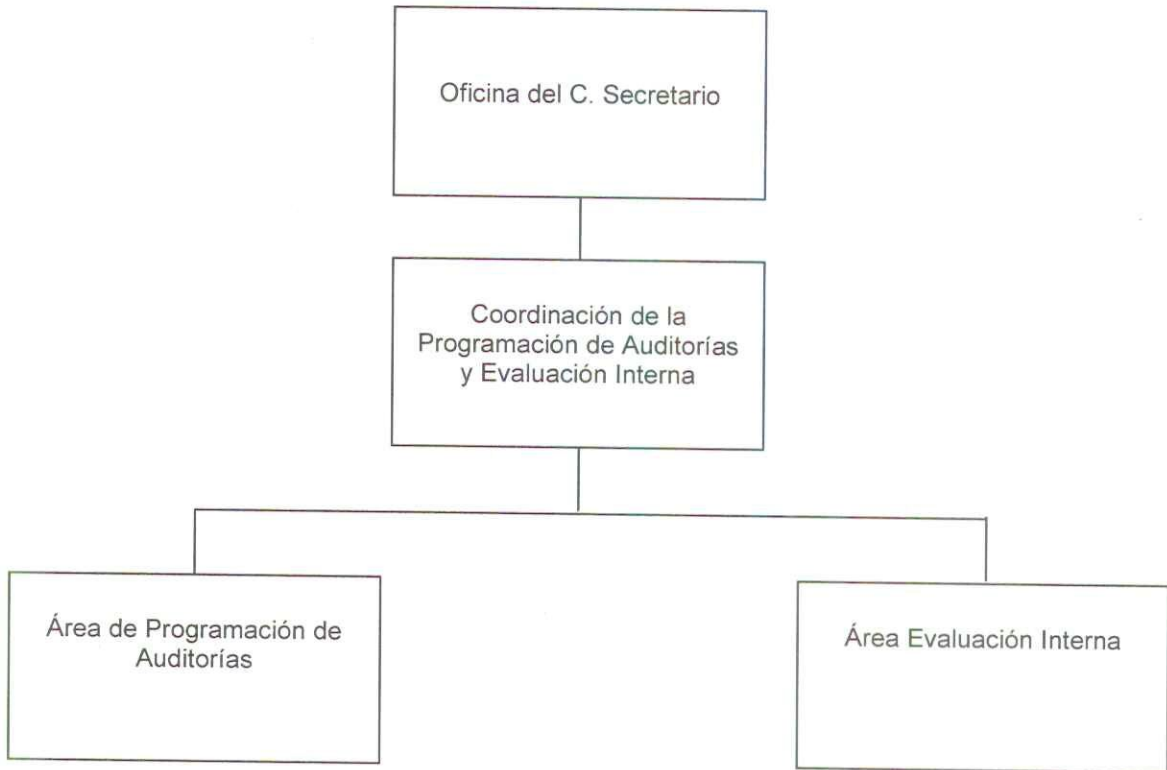 Oficina del C. Secretario
Coordinación de la
Programación de Auditorías
y Evaluación Interna
Área de Programación de
Auditorías
Área Evaluación Interna